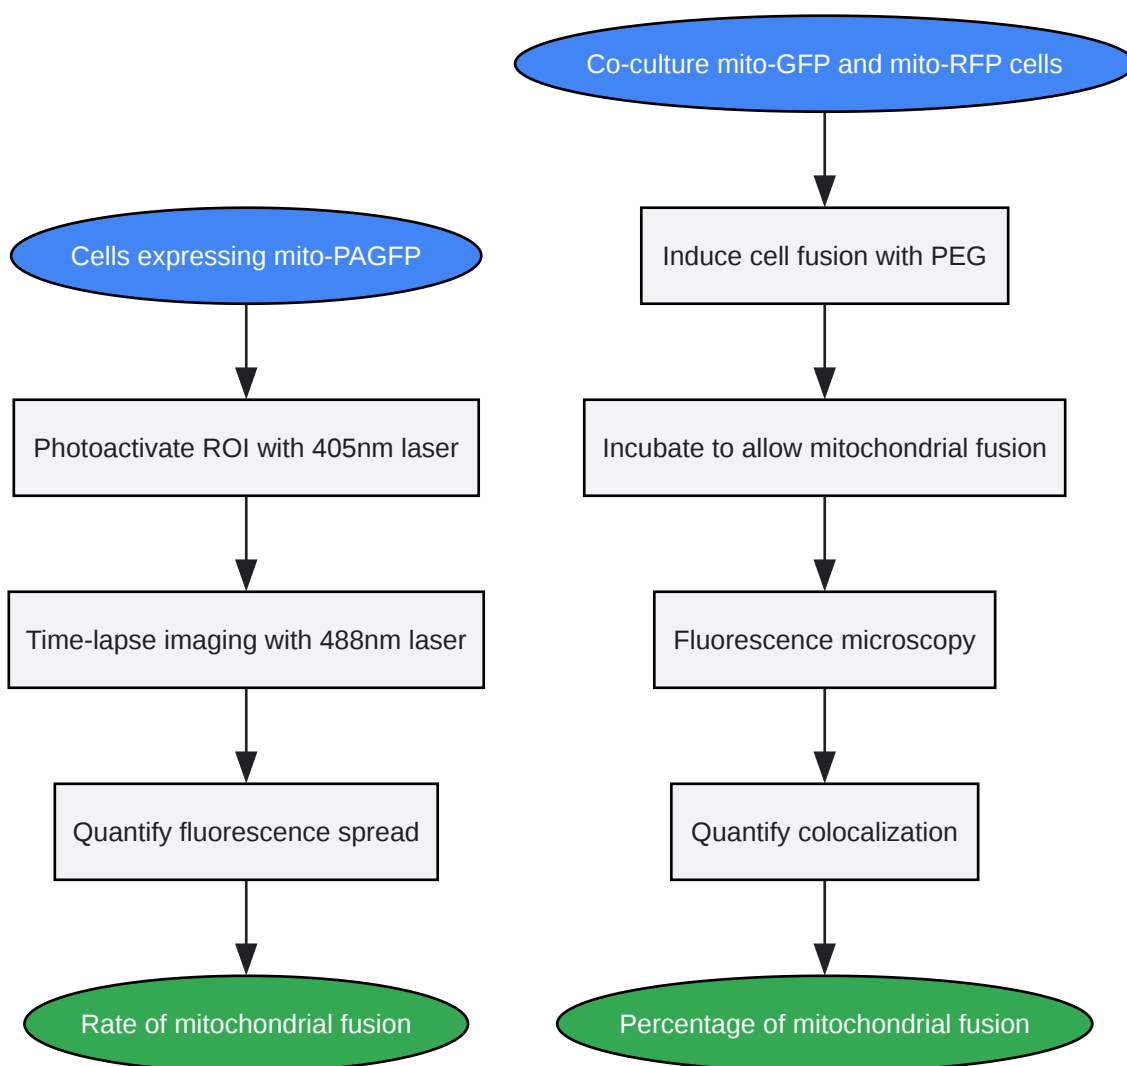 Co-culture mito-GFP and mito-RFP cells
Induce cell fusion with PEG
Incubate to allow mitochondrial fusion
Fluorescence microscopy
Quantify colocalization
Percentage of mitochondrial fusion
Cells expressing mito-PAGFP
Photoactivate ROI with 405nm laser
Time-lapse imaging with 488nm laser
Quantify fluorescence spread
Rate of mitochondrial fusion